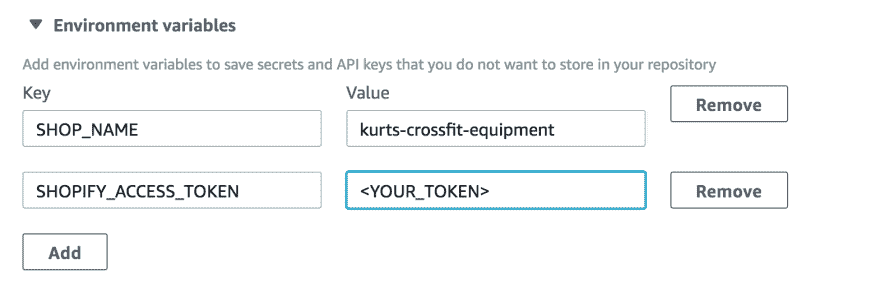 Environment variables
Add environment variables to save secrets and API keys that you do not want to store in your repository
Key Value
Remove
SHOP_NAME kurts-crossfit-equipment
SHOPIFY_ACCESS_TOKEN <YOUR_TOKEN> Remove
Add